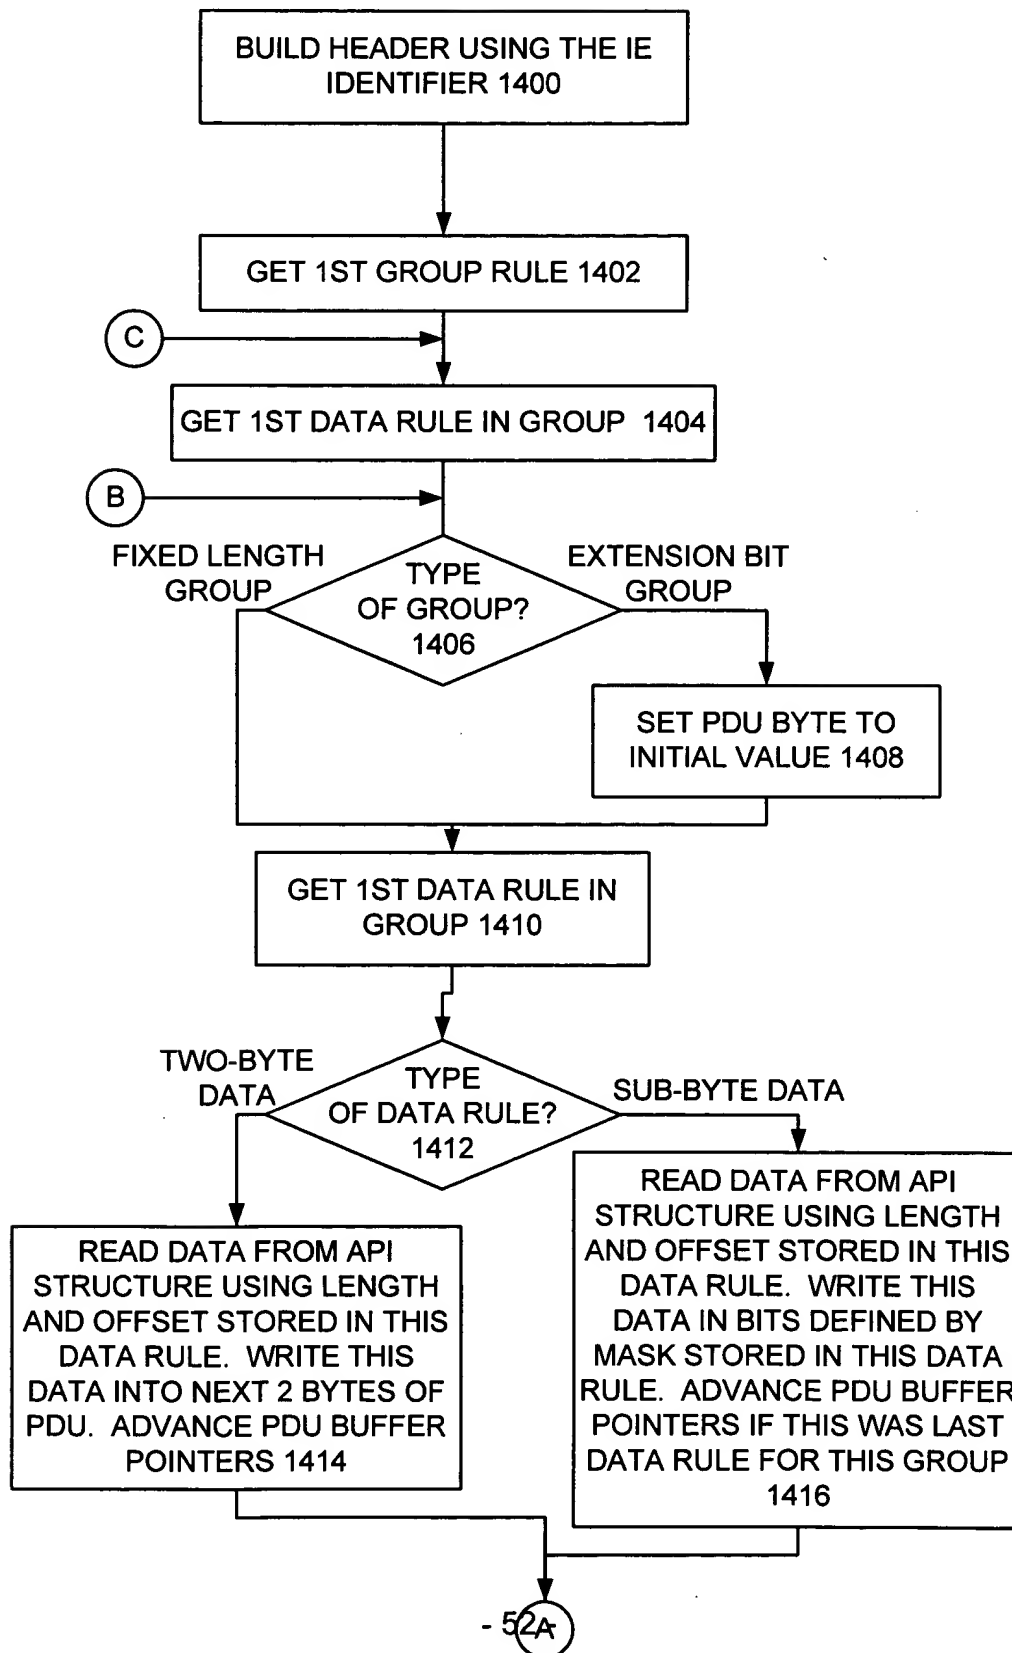 BUILD HEADER USING THE IE
IDENTIFIER 1400
GET 1ST GROUP RULE 1402
C
GET 1ST DATA RULE IN GROUP 1404
B
FIXED LENGTH
GROUP
TYPE
OF GROUP?
1406
EXTENSION BIT
GROUP
SET PDU BYTE TO
INITIAL VALUE 1408
GET 1ST DATA RULE IN
GROUP 1410
TWO-BYTE
DATA
TYPE
OF DATA RULE?
1412
SUB-BYTE DATA
READ DATA FROM API
STRUCTURE USING LENGTH
AND OFFSET STORED IN THIS
DATA RULE. WRITE THIS
DATA INTO NEXT 2 BYTES OF
PDU. ADVANCE PDU BUFFER
POINTERS 1414
READ DATA FROM API
STRUCTURE USING LENGTH
AND OFFSET STORED IN THIS
DATA RULE. WRITE THIS
DATA IN BITS DEFINED BY
MASK STORED IN THIS DATA
RULE. ADVANCE PDU BUFFER
POINTERS IF THIS WAS LAST
DATA RULE FOR THIS GROUP
1416
- 52 -
A